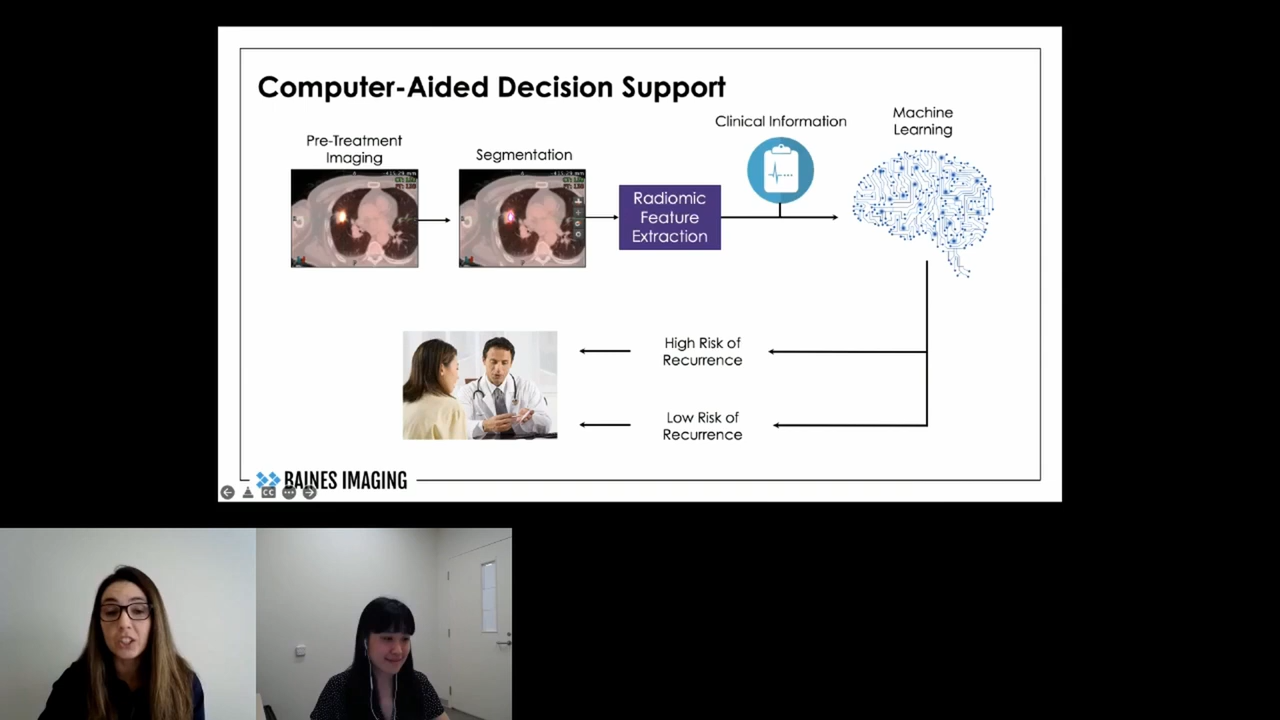 Computer-Aided Decision Support
Pre-Treatment
Imaging
Segmentation
Radiomic
Feature
Extraction
Clinical Information
Machine
Learning
High Risk of
Recurrence
Low Risk of
Recurrence
BAINES IMAGING
CC